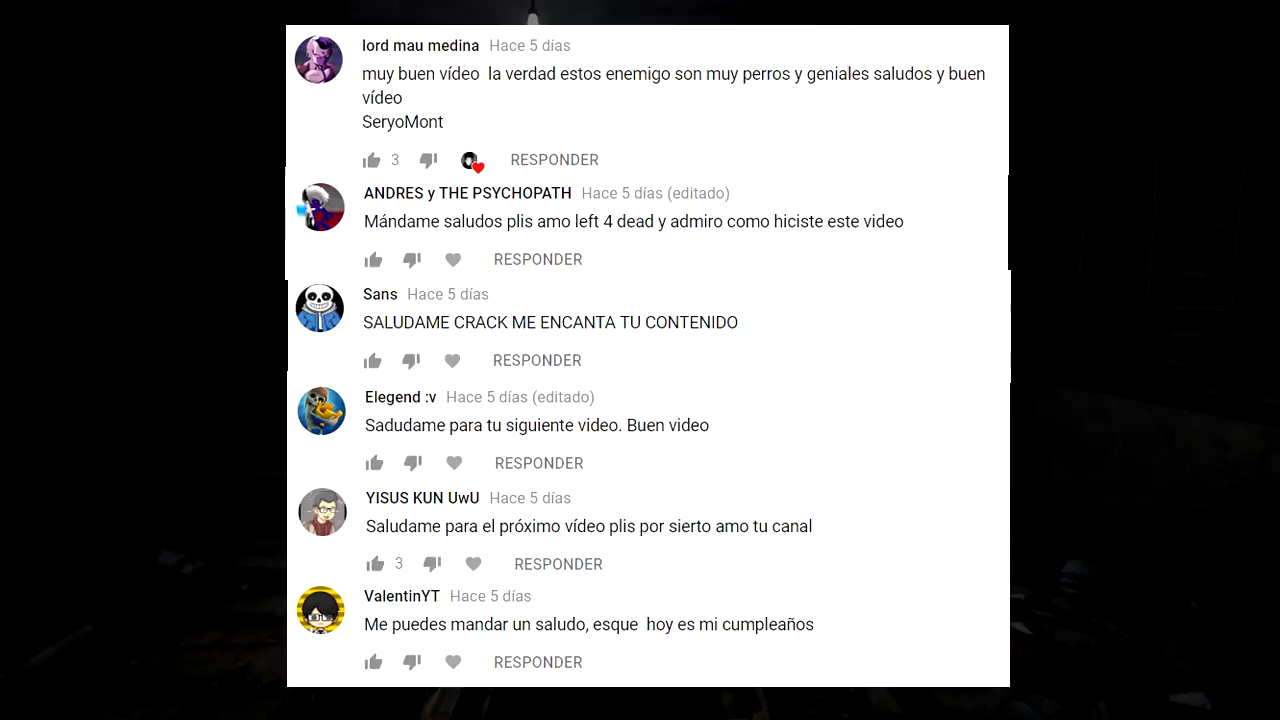 lord mau medina Hace 5 días
muy buen vídeo la verdad estos enemigo son muy perros y geniales saludos y buen
vídeo
SeryoMont
3 RESPONDER
ANDRES y THE PSYCHOPATH Hace 5 días (editado)
Mándame saludos plis amo left 4 dead y admiro como hiciste este video
RESPONDER
Sans Hace 5 días
SALUDAME CRACK ME ENCANTA TU CONTENIDO
RESPONDER
Elegend :v Hace 5 días (editado)
Sadudame para tu siguiente video. Buen video
RESPONDER
YISUS KUN UwU Hace 5 días
Saludame para el próximo vídeo plis por sierto amo tu canal
3 RESPONDER
ValentinYT Hace 5 días
Me puedes mandar un saludo, esque hoy es mi cumpleaños
RESPONDER